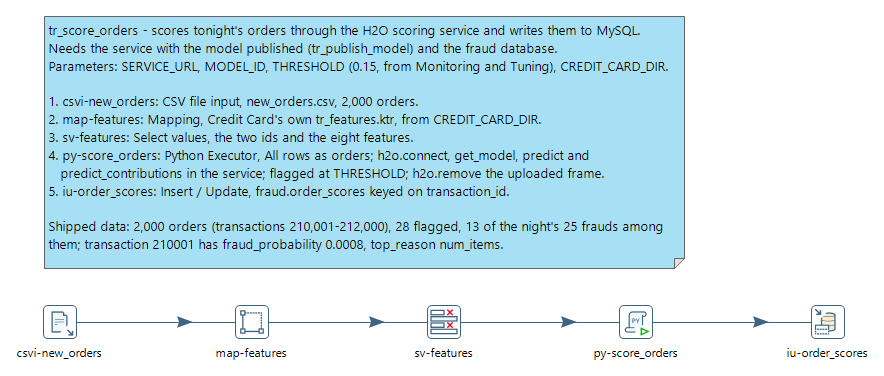 tr_score_orders - scores tonight's orders through the H2O scoring service and writes them to MySQL.
Needs the service with the model published (tr_publish_model) and the fraud database.
Parameters: SERVICE_URL, MODEL_ID, THRESHOLD (0.15, from Monitoring and Tuning), CREDIT_CARD_DIR.
1. csvi-new_orders: CSV file input, new_orders.csv, 2,000 orders.
2. map-features: Mapping, Credit Card's own tr_features.ktr, from CREDIT_CARD_DIR.
3. sv-features: Select values, the two ids and the eight features.
4. py-score_orders: Python Executor, All rows as orders; h2o.connect, get_model, predict and
predict_contributions in the service; flagged at THRESHOLD; h2o.remove the uploaded frame.
5. iu-order_scores: Insert / Update, fraud.order_scores keyed on transaction_id.
Shipped data: 2,000 orders (transactions 210,001-212,000), 28 flagged, 13 of the night's 25 frauds among
them; transaction 210001 has fraud_probability 0.0008, top_reason num_items.
PY
csvi-new_orders
map-features
sv-features
py-score_orders
iu-order_scores